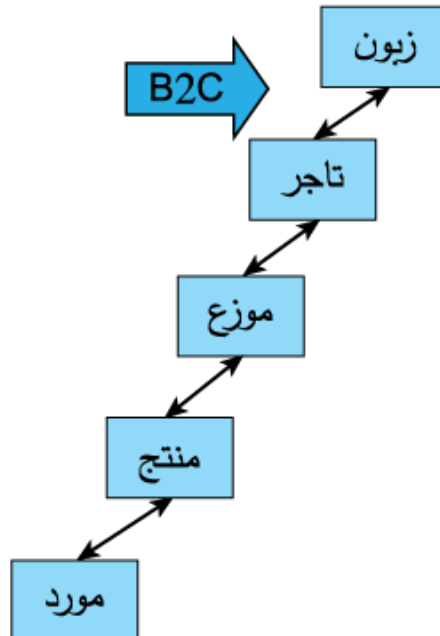 زبون
B2C
تاجر
موزع
منتج
مورد